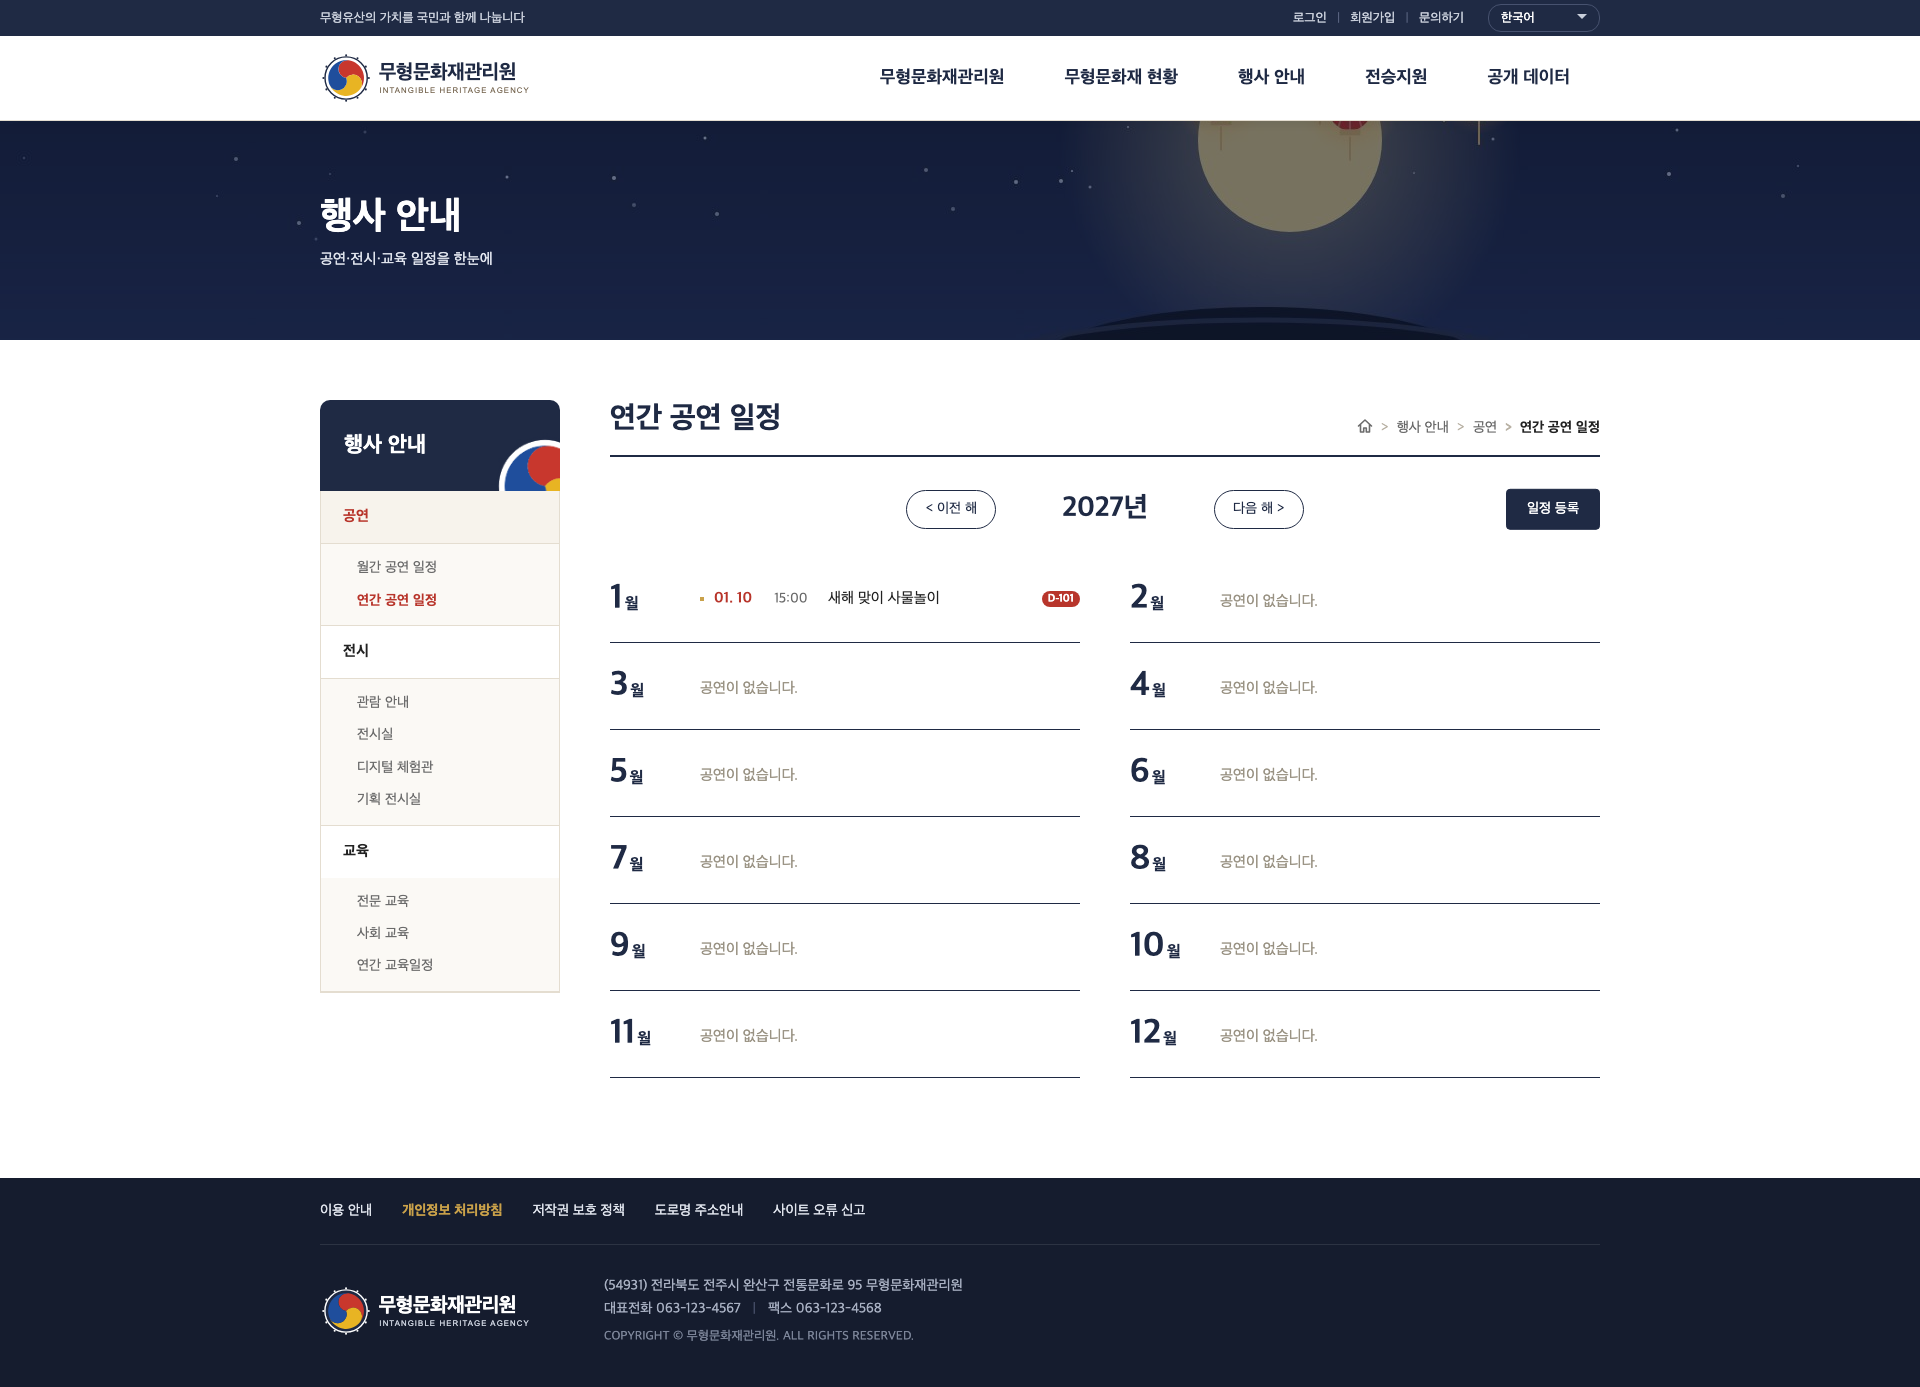 무형유산의 가치를 국민과 함께 나눕니다
로그인 | 회원가입 | 문의하기 한국어
무형문화재관리원
INTANGIBLE HERITAGE AGENCY
무형문화재관리원 무형문화재 현황 행사 안내 전승지원 공개 데이터
행사 안내
공연·전시·교육 일정을 한눈에
행사 안내
공연
월간 공연 일정
연간 공연 일정
전시
관람 안내
전시실
디지털 체험관
기획 전시실
교육
전문 교육
사회 교육
연간 교육일정
연간 공연 일정
> 행사 안내 > 공연 > 연간 공연 일정
< 이전 해 2027년 다음 해 > 일정 등록
1월 01. 10 15:00 새해 맞이 사물놀이 D-101
2월 공연이 없습니다.
3월 공연이 없습니다.
4월 공연이 없습니다.
5월 공연이 없습니다.
6월 공연이 없습니다.
7월 공연이 없습니다.
8월 공연이 없습니다.
9월 공연이 없습니다.
10월 공연이 없습니다.
11월 공연이 없습니다.
12월 공연이 없습니다.
이용 안내 개인정보 처리방침 저작권 보호 정책 도로명 주소안내 사이트 오류 신고
무형문화재관리원
INTANGIBLE HERITAGE AGENCY
(54931) 전라북도 전주시 완산구 전통문화로 95 무형문화재관리원
대표전화 063-123-4567 | 팩스 063-123-4568
COPYRIGHT © 무형문화재관리원. ALL RIGHTS RESERVED.